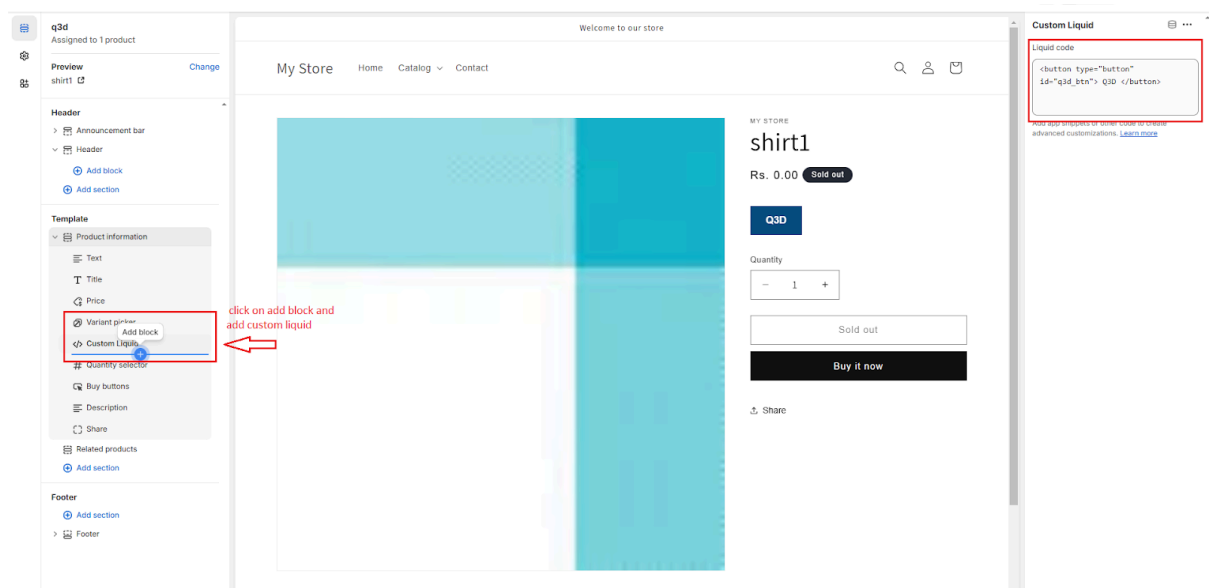 q3d
Assigned to 1 product
Preview
Change
shirt1
Header
Announcement bar
Header
Add block
Add section
Template
Product information
Text
Title
Price
Variant picker
Add block
Custom Liquid
Quantity selector
Buy buttons
Description
Share
Related products
Add section
Footer
Add section
Footer
click on add block and
add custom liquid
Welcome to our store
My Store Home Catalog Contact
MY STORE
shirt1
Rs. 0.00 Sold out
Q3D
Quantity
− 1 +
Sold out
Buy it now
Share
Custom Liquid
Liquid code
<button type="button"
id="q3d_btn"> Q3D </button>
Add app snippets or other code to create
advanced customizations. Learn more